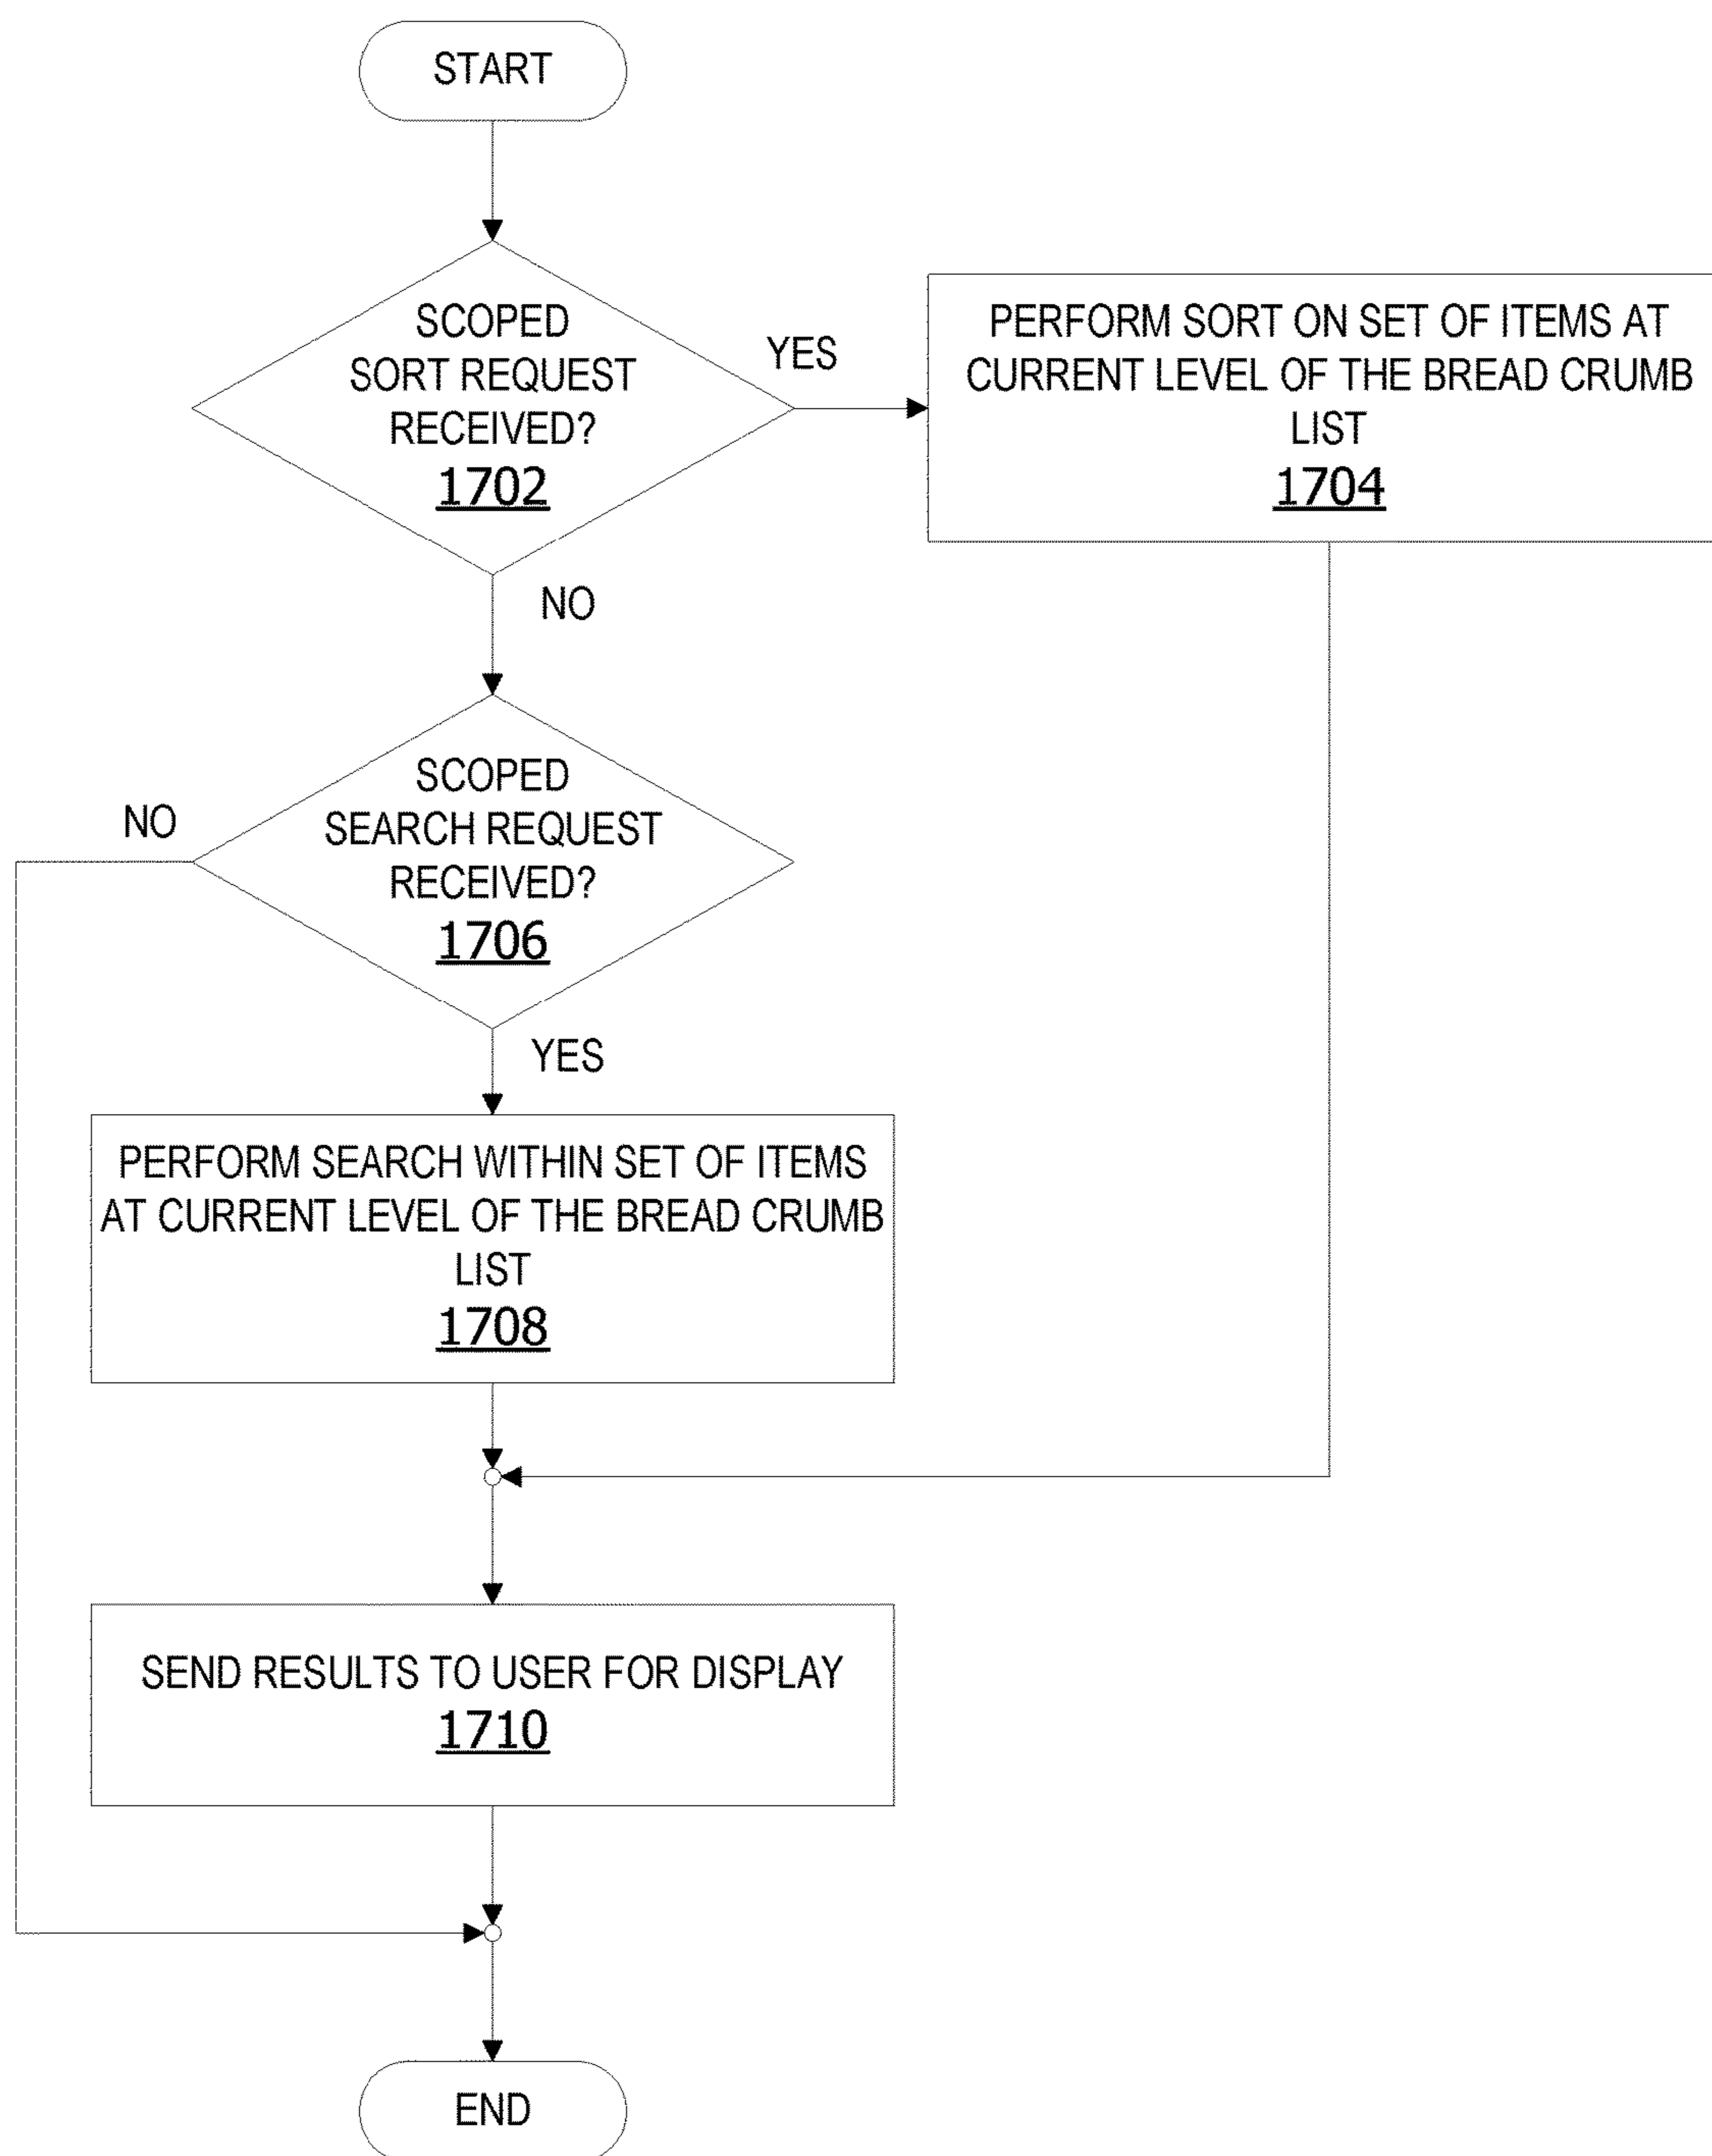 START
SCOPED
SORT REQUEST
RECEIVED?
1702
YES
PERFORM SORT ON SET OF ITEMS AT
CURRENT LEVEL OF THE BREAD CRUMB
LIST
1704
NO
SCOPED
SEARCH REQUEST
RECEIVED?
1706
NO
YES
PERFORM SEARCH WITHIN SET OF ITEMS
AT CURRENT LEVEL OF THE BREAD CRUMB
LIST
1708
SEND RESULTS TO USER FOR DISPLAY
1710
END